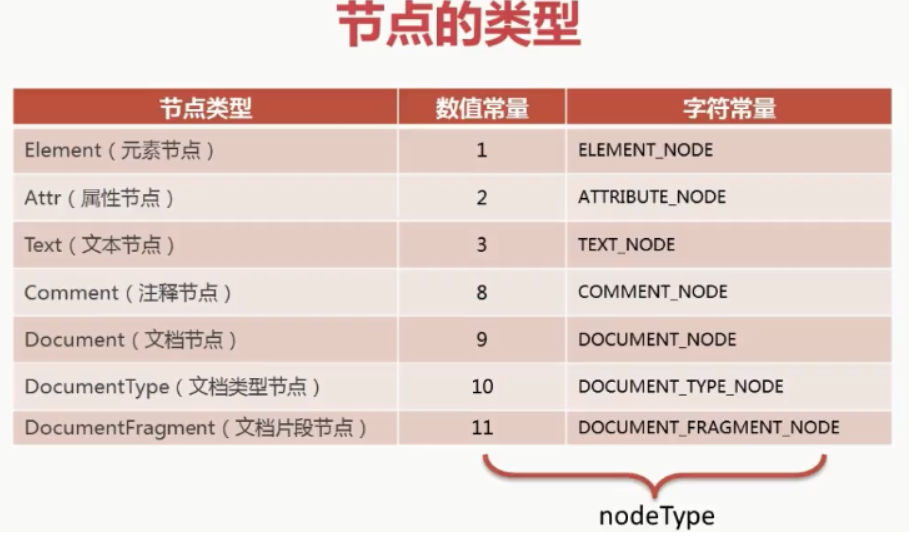 节点的类型
节点类型 数值常量 字符常量
Element（元素节点） 1 ELEMENT_NODE
Attr（属性节点） 2 ATTRIBUTE_NODE
Text（文本节点） 3 TEXT_NODE
Comment（注释节点） 8 COMMENT_NODE
Document（文档节点） 9 DOCUMENT_NODE
DocumentType（文档类型节点） 10 DOCUMENT_TYPE_NODE
DocumentFragment（文档片段节点） 11 DOCUMENT_FRAGMENT_NODE
nodeType